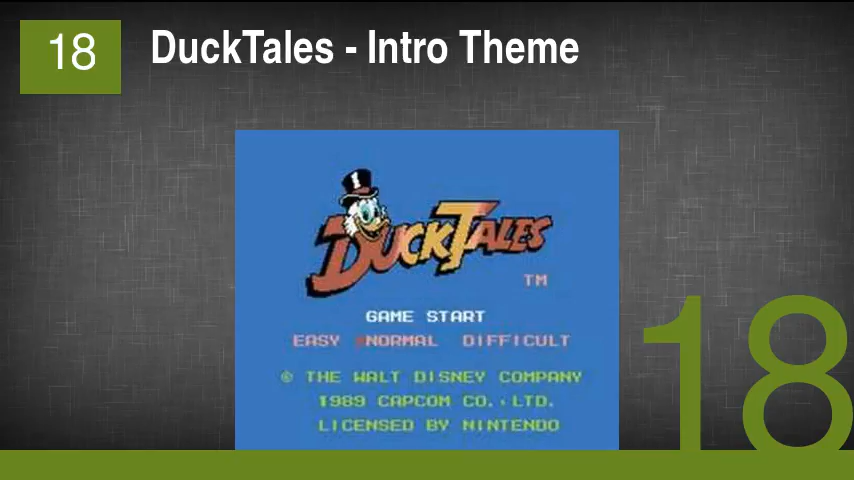 18
DuckTales - Intro Theme
DUCKTALES
TM
GAME START
EASY NORMAL DIFFICULT
© THE WALT DISNEY COMPANY
1989 CAPCOM CO., LTD.
LICENSED BY NINTENDO
18